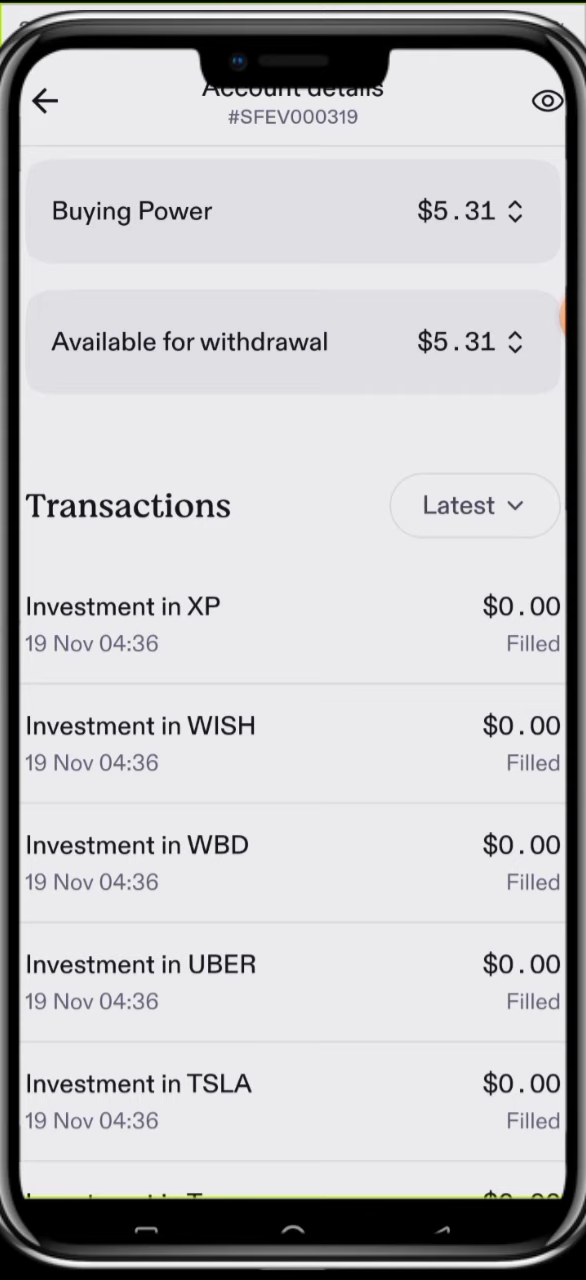 Account details
#SFEV000319
Buying Power $5.31
Available for withdrawal $5.31
Transactions Latest
Investment in XP $0.00
19 Nov 04:36 Filled
Investment in WISH $0.00
19 Nov 04:36 Filled
Investment in WBD $0.00
19 Nov 04:36 Filled
Investment in UBER $0.00
19 Nov 04:36 Filled
Investment in TSLA $0.00
19 Nov 04:36 Filled